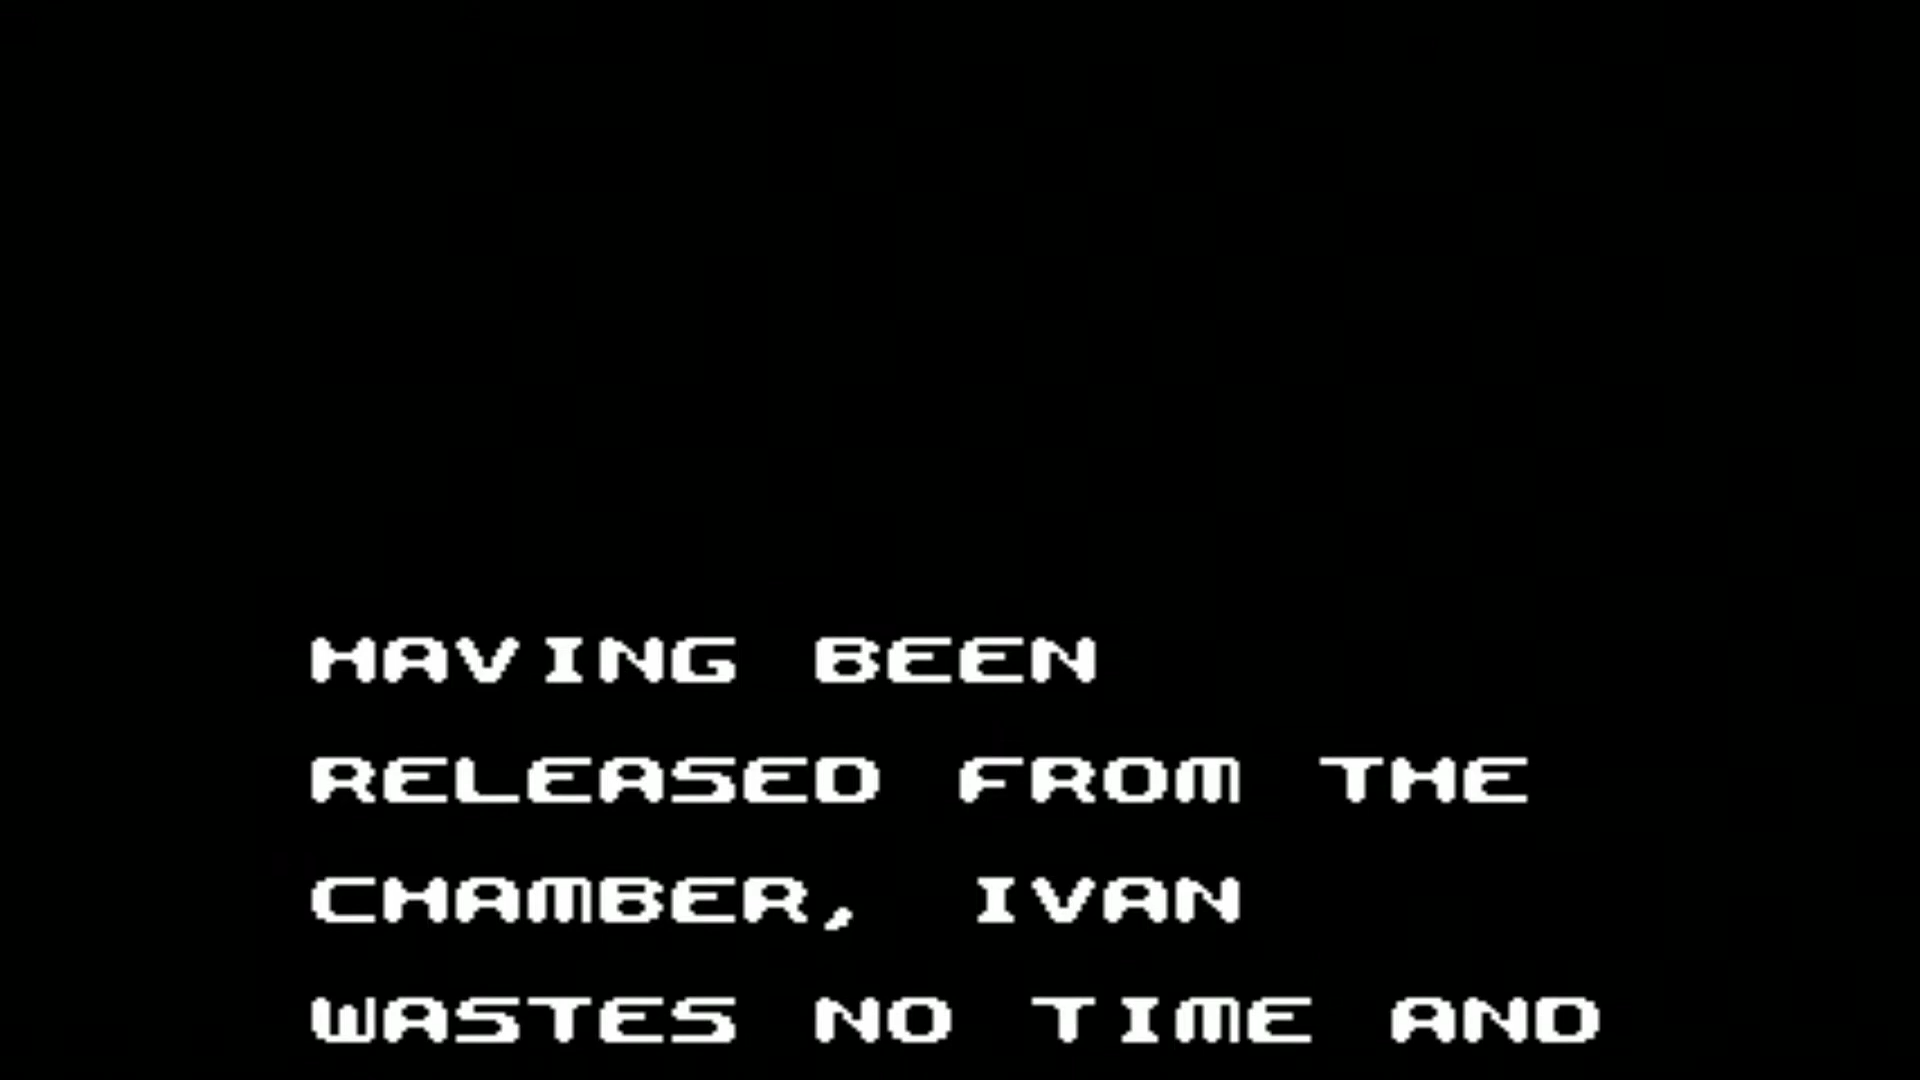 HAVING BEEN
RELEASED FROM THE
CHAMBER, IVAN
WASTES NO TIME AND